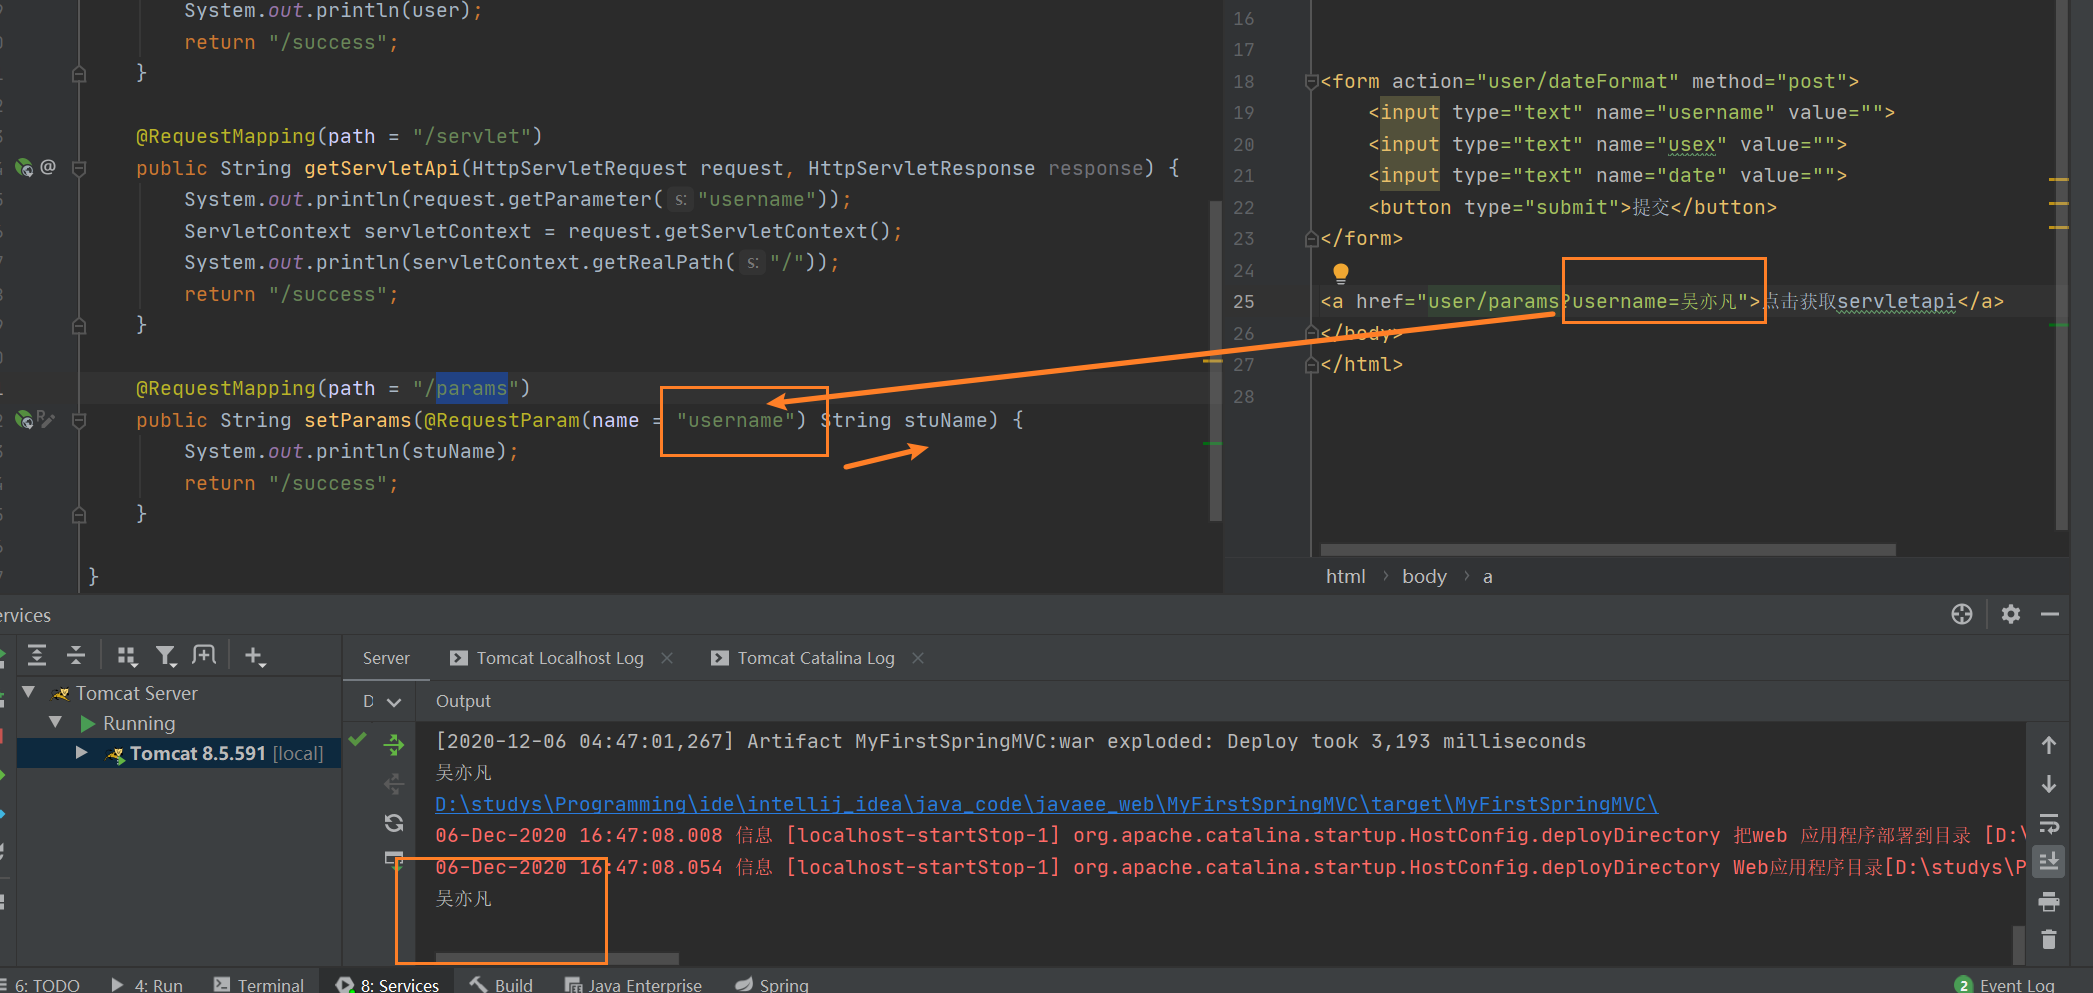 System.out.println(user);
return "/success";
}
@RequestMapping(path = "/servlet")
public String getServletApi(HttpServletRequest request, HttpServletResponse response) {
System.out.println(request.getParameter( s: "username"));
ServletContext servletContext = request.getServletContext();
System.out.println(servletContext.getRealPath( s: "/"));
return "/success";
}
@RequestMapping(path = "/params")
public String setParams(@RequestParam(name = "username") String stuName) {
System.out.println(stuName);
return "/success";
}
}
16
17
18 <form action="user/dateFormat" method="post">
19 <input type="text" name="username" value="">
20 <input type="text" name="usex" value="">
21 <input type="text" name="date" value="">
22 <button type="submit">提交</button>
23 </form>
24
25 <a href="user/params?username=吴亦凡">点击获取servletapi</a>
26 </body>
27 </html>
28
html > body > a
ervices
Server Tomcat Localhost Log Tomcat Catalina Log
Tomcat Server
Running
Tomcat 8.5.591 [local]
D Output
[2020-12-06 04:47:01,267] Artifact MyFirstSpringMVC:war exploded: Deploy took 3,193 milliseconds
吴亦凡
D:\studys\Programming\ide\intellij_idea\java_code\javaee_web\MyFirstSpringMVC\target\MyFirstSpringMVC\
06-Dec-2020 16:47:08.008 信息 [localhost-startStop-1] org.apache.catalina.startup.HostConfig.deployDirectory 把web 应用程序部署到目录 [D:\
06-Dec-2020 16:47:08.054 信息 [localhost-startStop-1] org.apache.catalina.startup.HostConfig.deployDirectory Web应用程序目录[D:\studys\P
吴亦凡
6: TODO 4: Run Terminal 8: Services Build Java Enterprise Spring 2 Event Log